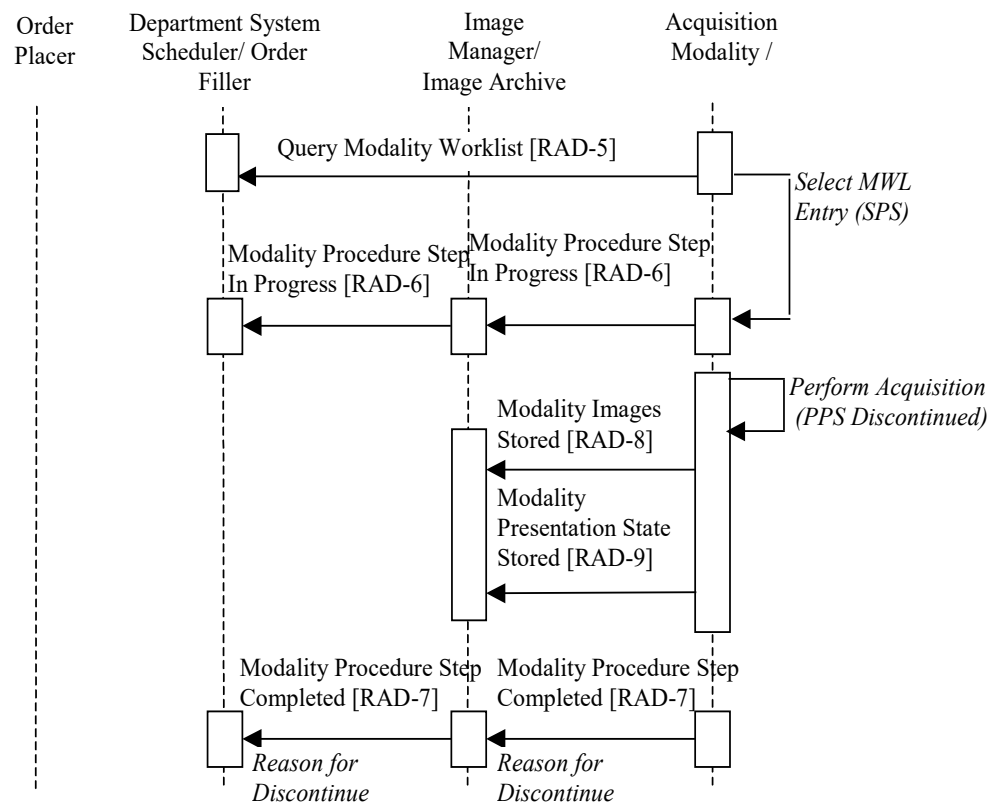 Order
Placer
Department System
Scheduler/ Order
Filler
Image
Manager/
Image Archive
Acquisition
Modality /
Query Modality Worklist [RAD-5]
Select MWL
Entry (SPS)
Modality Procedure Step
In Progress [RAD-6]
Modality Procedure Step
In Progress [RAD-6]
Perform Acquisition
(PPS Discontinued)
Modality Images
Stored [RAD-8]
Modality
Presentation State
Stored [RAD-9]
Modality Procedure Step
Completed [RAD-7]
Modality Procedure Step
Completed [RAD-7]
Reason for
Discontinue
Reason for
Discontinue